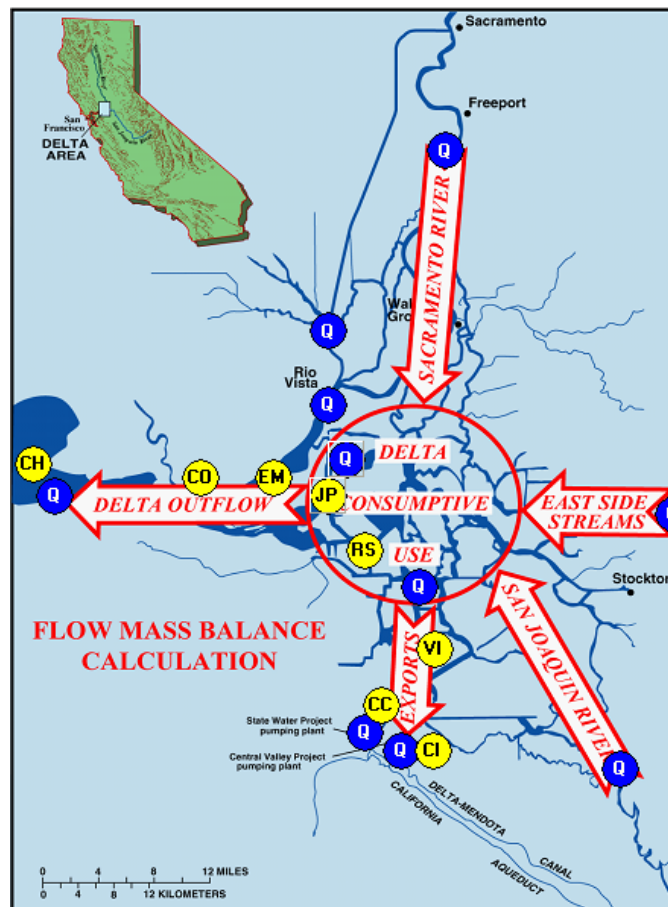 Sacramento
Freeport
San
Francisco
DELTA
AREA
Q
SACRAMENTO RIVER
Q
Rio
Vista
Q
CH
Q
CO
EM
Q
DELTA
JP
DELTA OUTFLOW
CONSUMPTIVE
EAST SIDE
STREAMS
RS
USE
Q
Stockton
SAN JOAQUIN RIVER
FLOW MASS BALANCE
CALCULATION
EXPORTS
VI
CC
State Water Project
pumping plant
Q
Central Valley Project
pumping plant
Q
CI
Q
DELTA-MENDOTA
CANAL
CALIFORNIA
AQUEDUCT
0 4 8 12 MILES
0 4 8 12 KILOMETERS